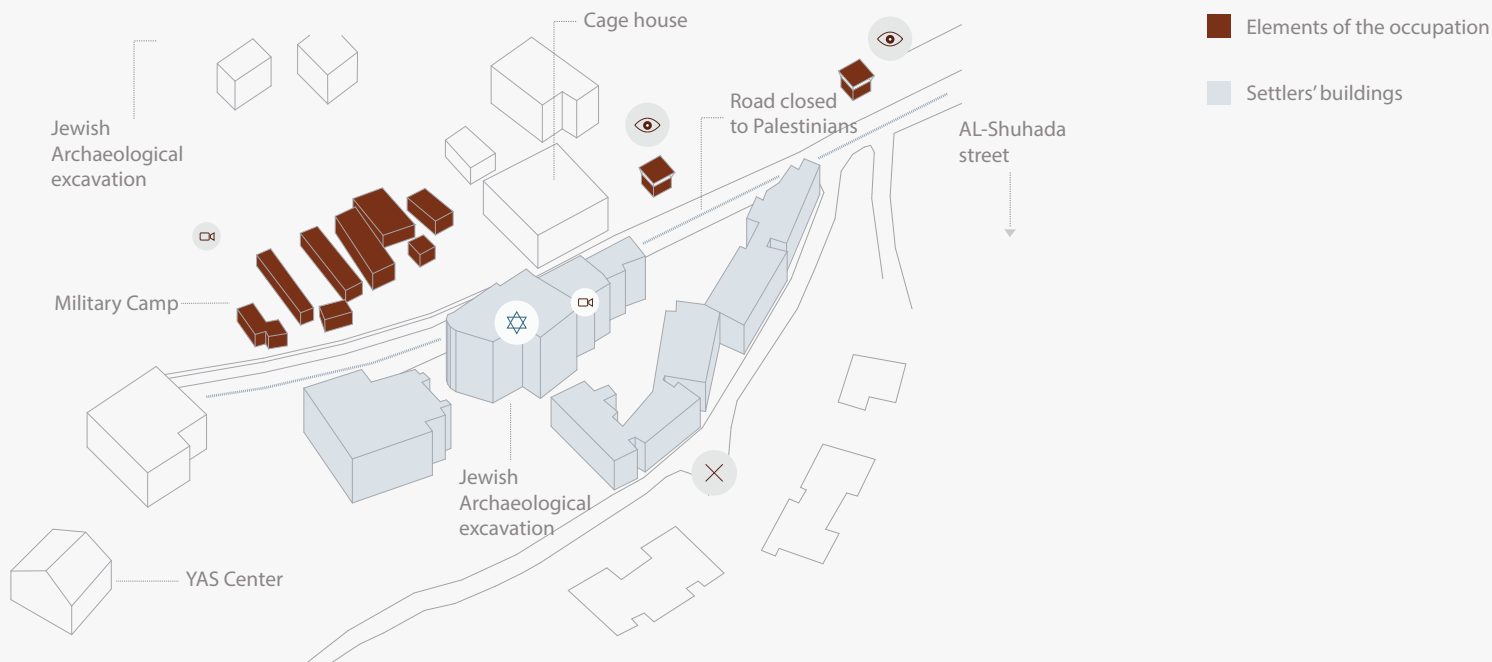 Cage house
Elements of the occupation
Settlers’ buildings
Road closed
to Palestinians
AL-Shuhada
street
Jewish
Archaeological
excavation
Military Camp
Jewish
Archaeological
excavation
YAS Center